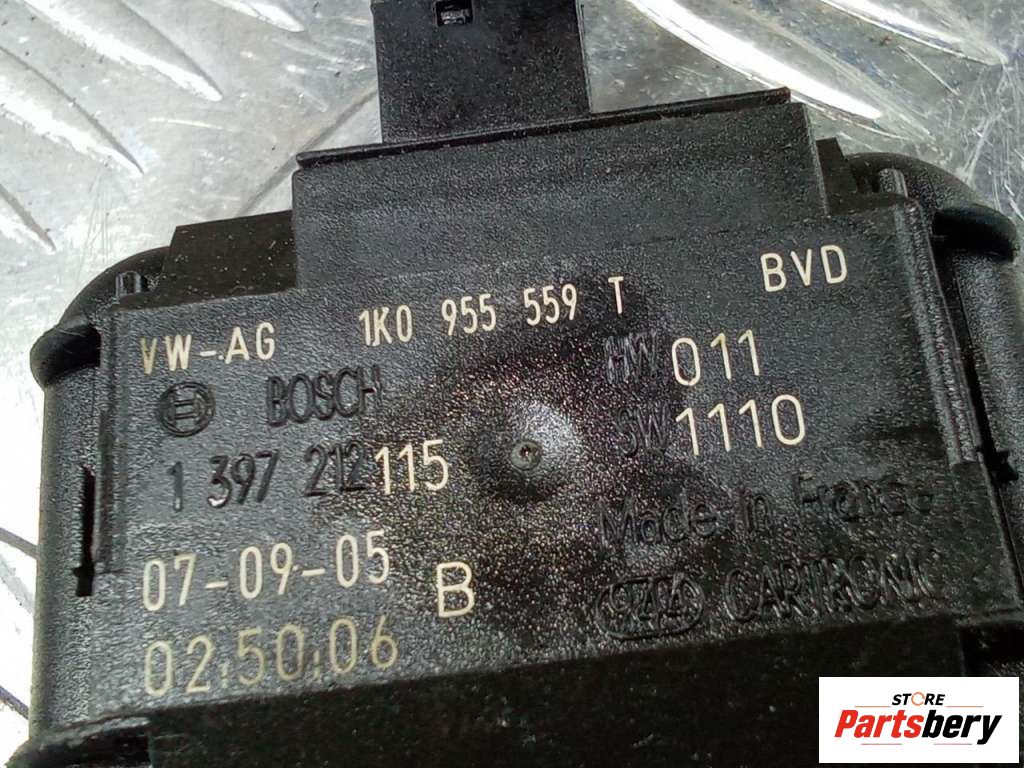 VW-AG 1K0 955 559 T BVD
BOSCH HW 011
1 397 212 115 SW 1110
Made In France
07-09-05 B
CARTRONIC
02:50:06
STORE
Partsbery